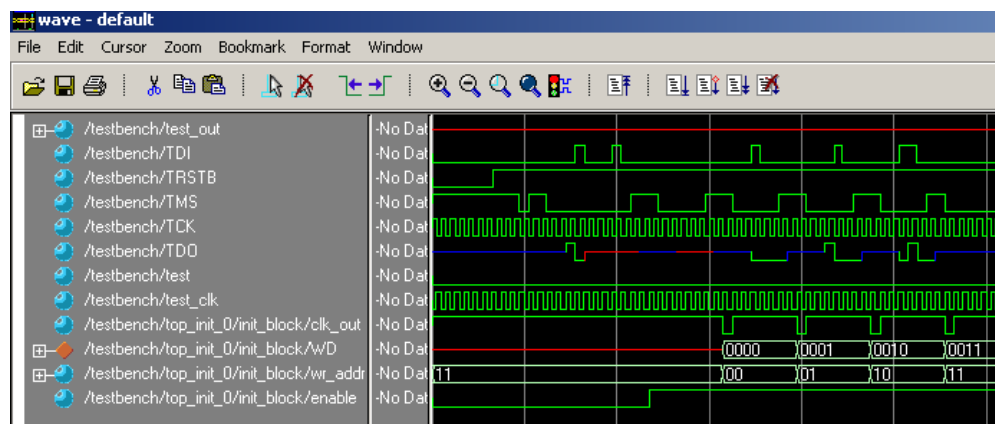 wave - default
File Edit Cursor Zoom Bookmark Format Window
/testbench/test_out -No Dat
/testbench/TDI -No Dat
/testbench/TRSTB -No Dat
/testbench/TMS -No Dat
/testbench/TCK -No Dat
/testbench/TDO -No Dat
/testbench/test -No Dat
/testbench/test_clk -No Dat
/testbench/top_init_0/init_block/clk_out -No Dat
/testbench/top_init_0/init_block/WD -No Dat 0000 0001 0010 0011
/testbench/top_init_0/init_block/wr_addr -No Dat 11 00 01 10 11
/testbench/top_init_0/init_block/enable -No Dat